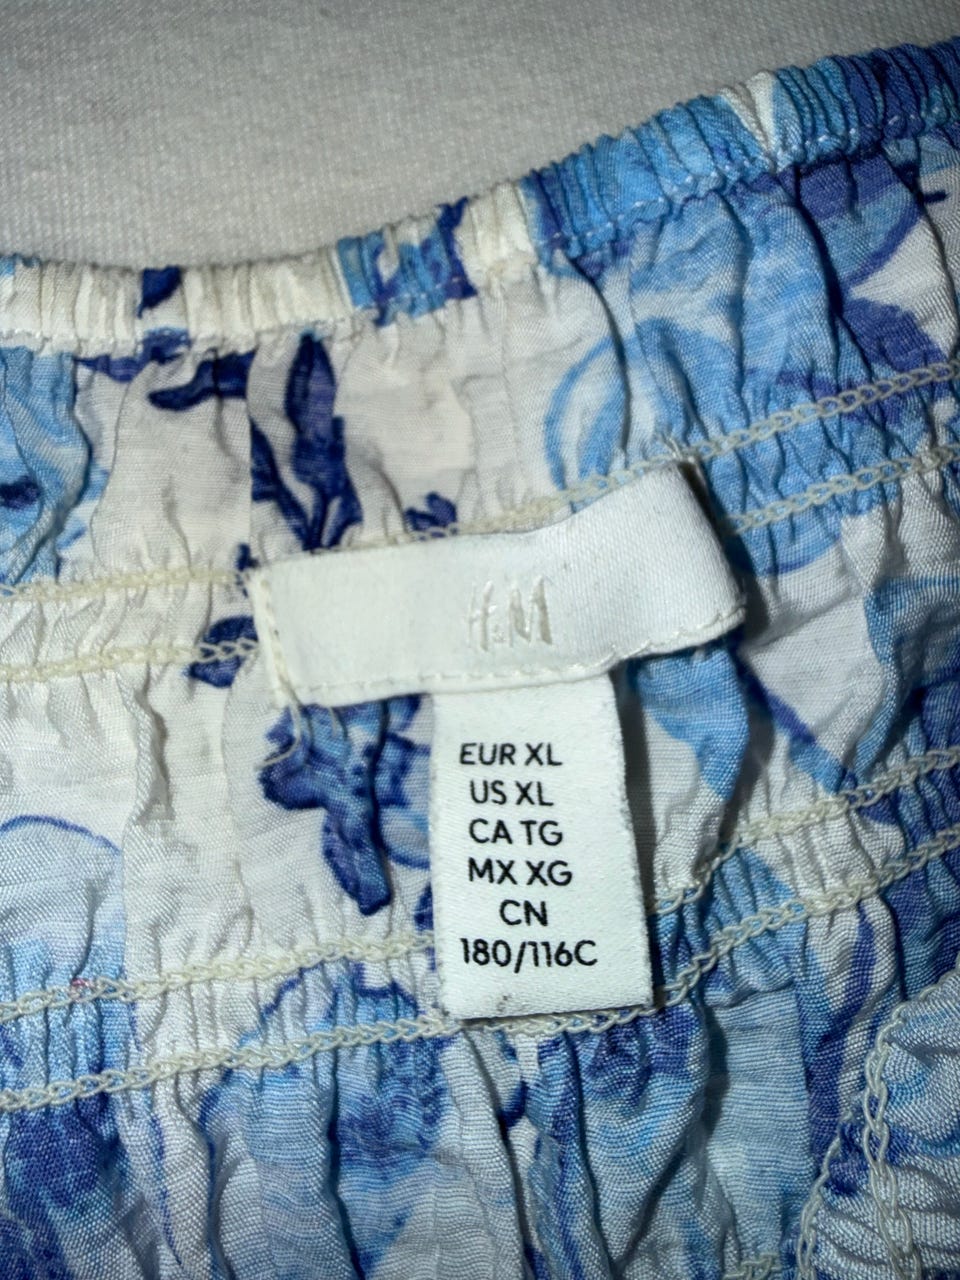 H&M
EUR XL
US XL
CA TG
MX XG
CN
180/116C